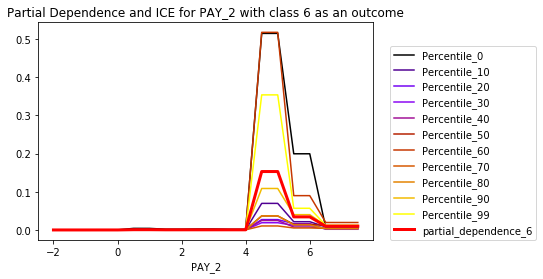 Partial Dependence and ICE for PAY_2 with class 6 as an outcome
0.5
0.4
0.3
0.2
0.1
0.0
−2
0
2
4
6
PAY_2
Percentile_0
Percentile_10
Percentile_20
Percentile_30
Percentile_40
Percentile_50
Percentile_60
Percentile_70
Percentile_80
Percentile_90
Percentile_99
partial_dependence_6